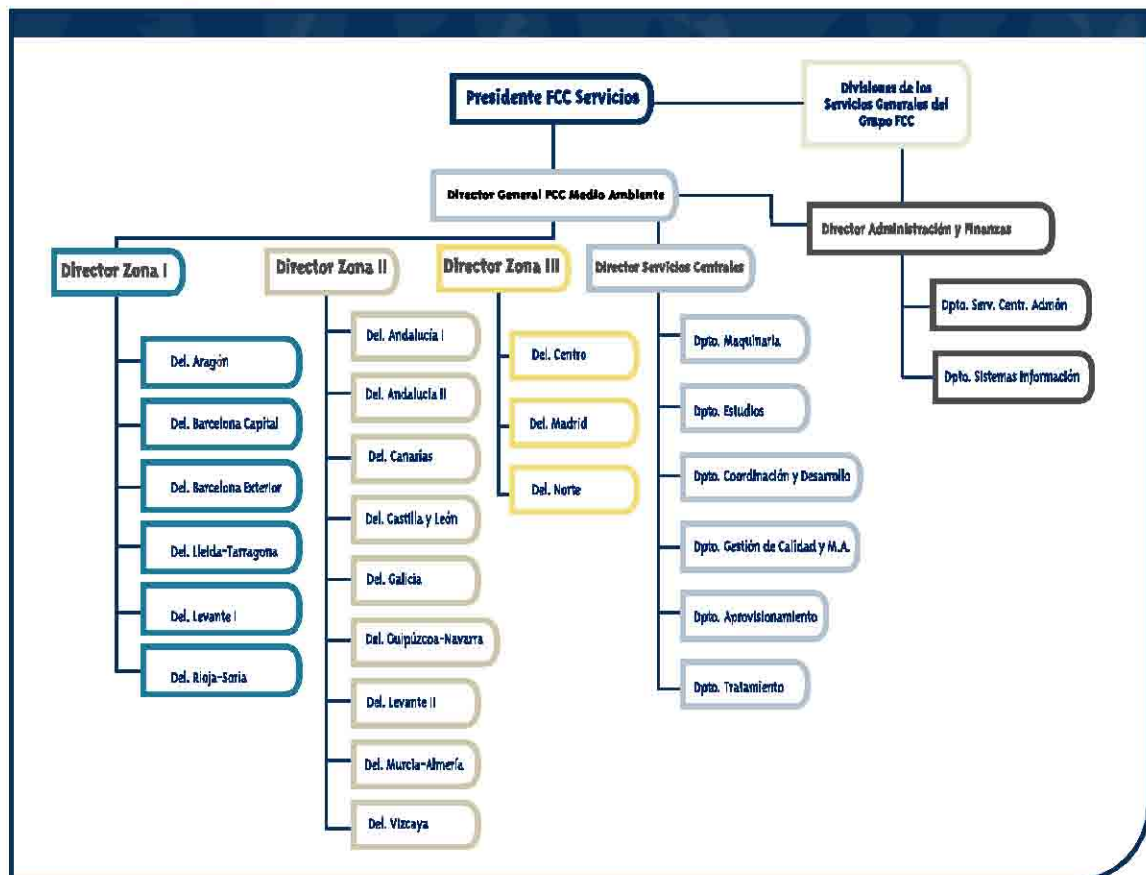 Presidente FCC Servicios
Divisiones de los
Servicios Generales del
Grupo FCC
Director General FCC Medio Ambiente
Director Administración y Finanzas
Director Zona I
Director Zona II
Director Zona III
Director Servicios Centrales
Dpto. Serv. Centr. Admón
Dpto. Sistemas Información
Del. Aragón
Del. Barcelona Capital
Del. Barcelona Exterior
Del. Lleida-Tarragona
Del. Levante I
Del. Rioja-Soria
Del. Andalucía I
Del. Andalucía II
Del. Canarias
Del. Castilla y León
Del. Galicia
Del. Guipúzcoa-Navarra
Del. Levante II
Del. Murcia-Almería
Del. Vizcaya
Del. Centro
Del. Madrid
Del. Norte
Dpto. Maquinaria
Dpto. Estudios
Dpto. Coordinación y Desarrollo
Dpto. Gestión de Calidad y M.A.
Dpto. Aprovisionamiento
Dpto. Tratamiento